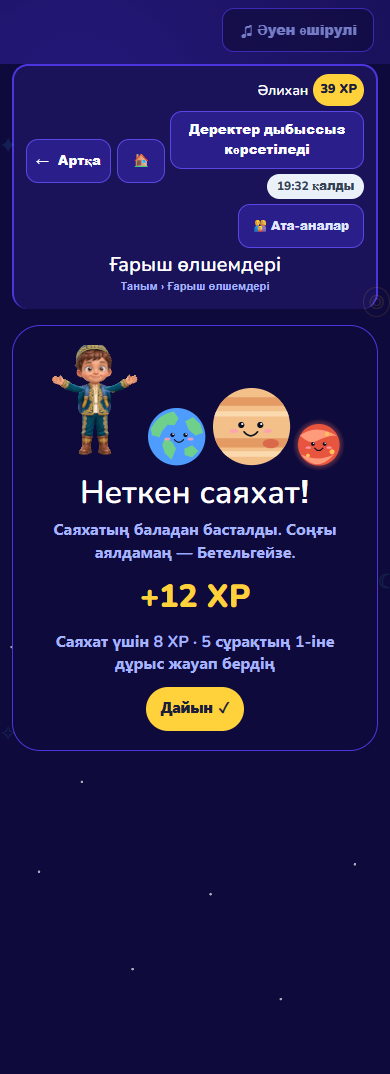 🎵 Әуен өшірулі
Әлихан 39 XP
Деректер дыбыссыз
көрсетіледі
← Артқа
19:32 қалды
Ата-аналар
Ғарыш өлшемдері
Таным › Ғарыш өлшемдері
Неткен саяхат!
Саяхатың баладан басталды. Соңғы
аялдамаң — Бетельгейзе.
+12 XP
Саяхат үшін 8 XP · 5 сұрақтың 1-іне
дұрыс жауап бердің
Дайын ✓